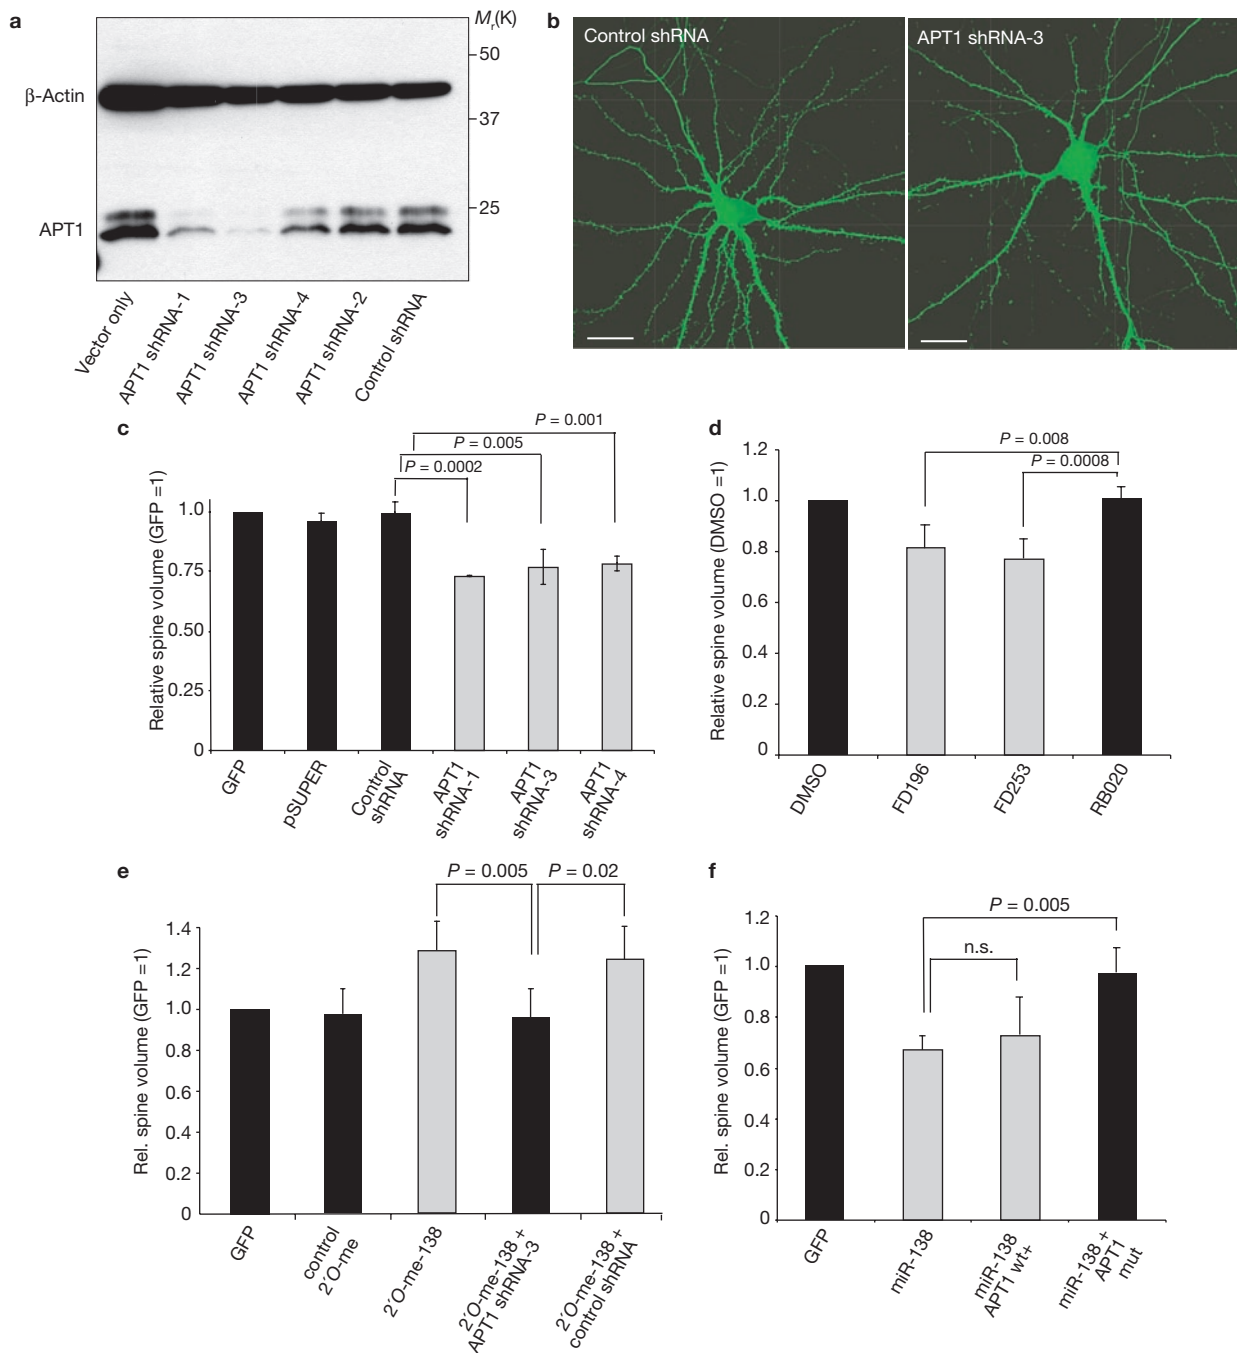 a
Mr(K)
50
β-Actin
37
25
APT1
Vector only
APT1 shRNA-1
APT1 shRNA-3
APT1 shRNA-4
APT1 shRNA-2
Control shRNA
b
Control shRNA
APT1 shRNA-3
c
P = 0.001
P = 0.005
P = 0.0002
Relative spine volume (GFP =1)
1.0
0.75
0.50
0.25
0
GFP
pSUPER
Control
shRNA
APT1
shRNA-1
APT1
shRNA-3
APT1
shRNA-4
d
P = 0.008
P = 0.0008
Relative spine volume (DMSO =1)
1.2
1.0
0.8
0.6
0.4
0.2
0
DMSO
FD196
FD253
RB020
e
P = 0.005
P = 0.02
Rel. spine volume (GFP =1)
1.4
1.2
1.0
0.8
0.6
0.4
0.2
0
GFP
control
2′O-me
2′O-me-138
2′O-me-138 +
APT1 shRNA-3
2′O-me-138 +
control shRNA
f
P = 0.005
n.s.
Rel. spine volume (GFP =1)
1.2
1.0
0.8
0.6
0.4
0.2
0
GFP
miR-138
miR-138
APT1 wt+
miR-138 +
APT1
mut